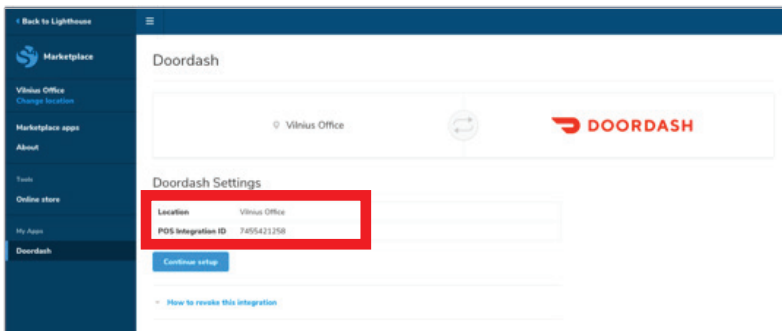 Back to Lighthouse
Marketplace
Vilnius Office
Change location
Marketplace apps
About
Tools
Online store
My Apps
Doordash
Doordash
Vilnius Office
DOORDASH
Doordash Settings
Location Vilnius Office
POS Integration ID 7455421258
Continue setup
How to revoke this integration